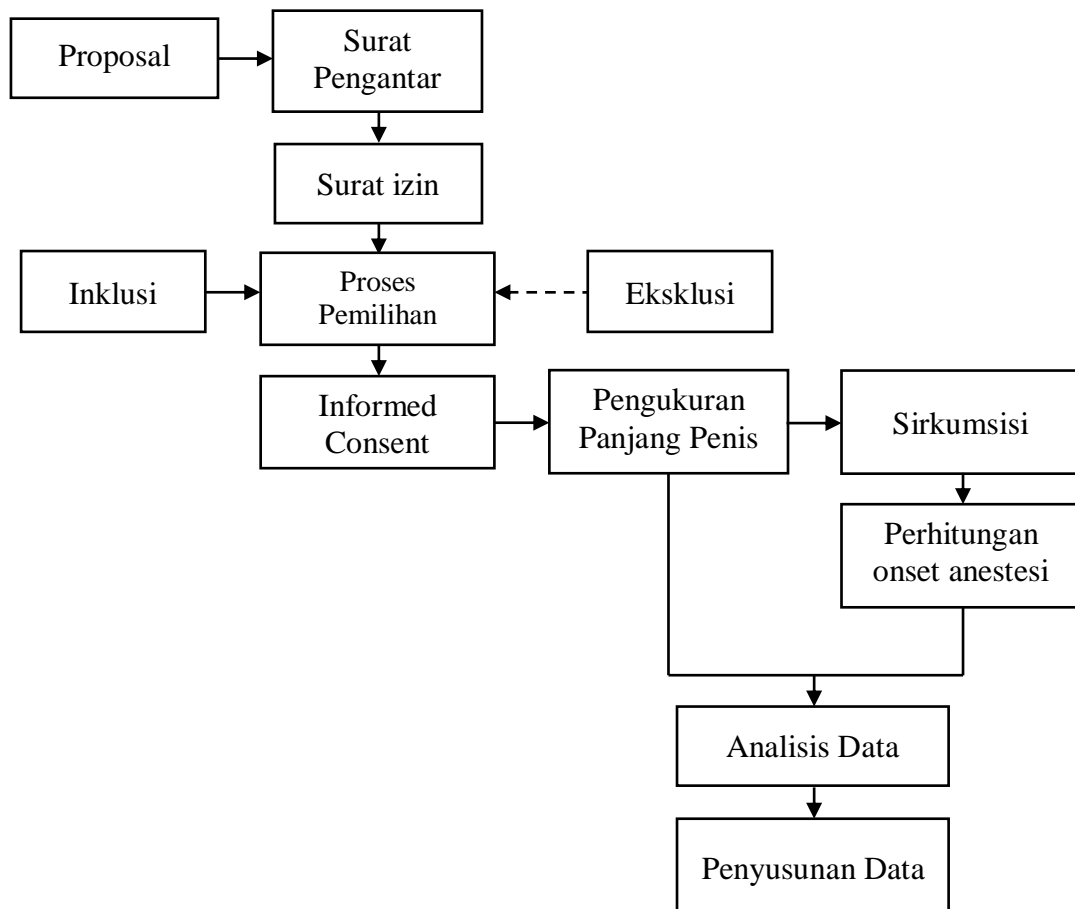 Proposal
Surat
Pengantar
Surat izin
Inklusi
Proses
Pemilihan
Eksklusi
Informed
Consent
Pengukuran
Panjang Penis
Sirkumsisi
Perhitungan
onset anestesi
Analisis Data
Penyusunan Data